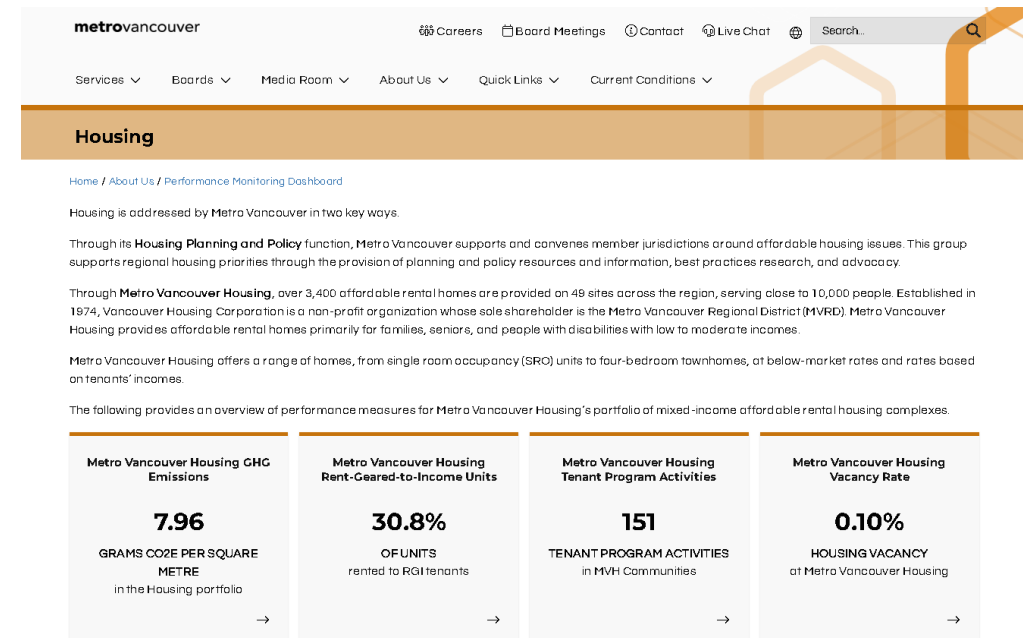 metrovancouver
Careers Board Meetings Contact Live Chat Search...
Services Boards Media Room About Us Quick Links Current Conditions
Housing
Home / About Us / Performance Monitoring Dashboard
Housing is addressed by Metro Vancouver in two key ways.
Through its Housing Planning and Policy function, Metro Vancouver supports and convenes member jurisdictions around affordable housing issues. This group
supports regional housing priorities through the provision of planning and policy resources and information, best practices research, and advocacy.
Through Metro Vancouver Housing, over 3,400 affordable rental homes are provided on 49 sites across the region, serving close to 10,000 people. Established in
1974, Vancouver Housing Corporation is a non-profit organization whose sole shareholder is the Metro Vancouver Regional District (MVRD). Metro Vancouver
Housing provides affordable rental homes primarily for families, seniors, and people with disabilities with low to moderate incomes.
Metro Vancouver Housing offers a range of homes, from single room occupancy (SRO) units to four-bedroom townhomes, at below-market rates and rates based
on tenants' incomes.
The following provides an overview of performance measures for Metro Vancouver Housing's portfolio of mixed-income affordable rental housing complexes.
Metro Vancouver Housing GHG
Emissions
7.96
GRAMS CO2E PER SQUARE
METRE
in the Housing portfolio
Metro Vancouver Housing
Rent-Geared-to-Income Units
30.8%
OF UNITS
rented to RGI tenants
Metro Vancouver Housing
Tenant Program Activities
151
TENANT PROGRAM ACTIVITIES
in MVH Communities
Metro Vancouver Housing
Vacancy Rate
0.10%
HOUSING VACANCY
at Metro Vancouver Housing